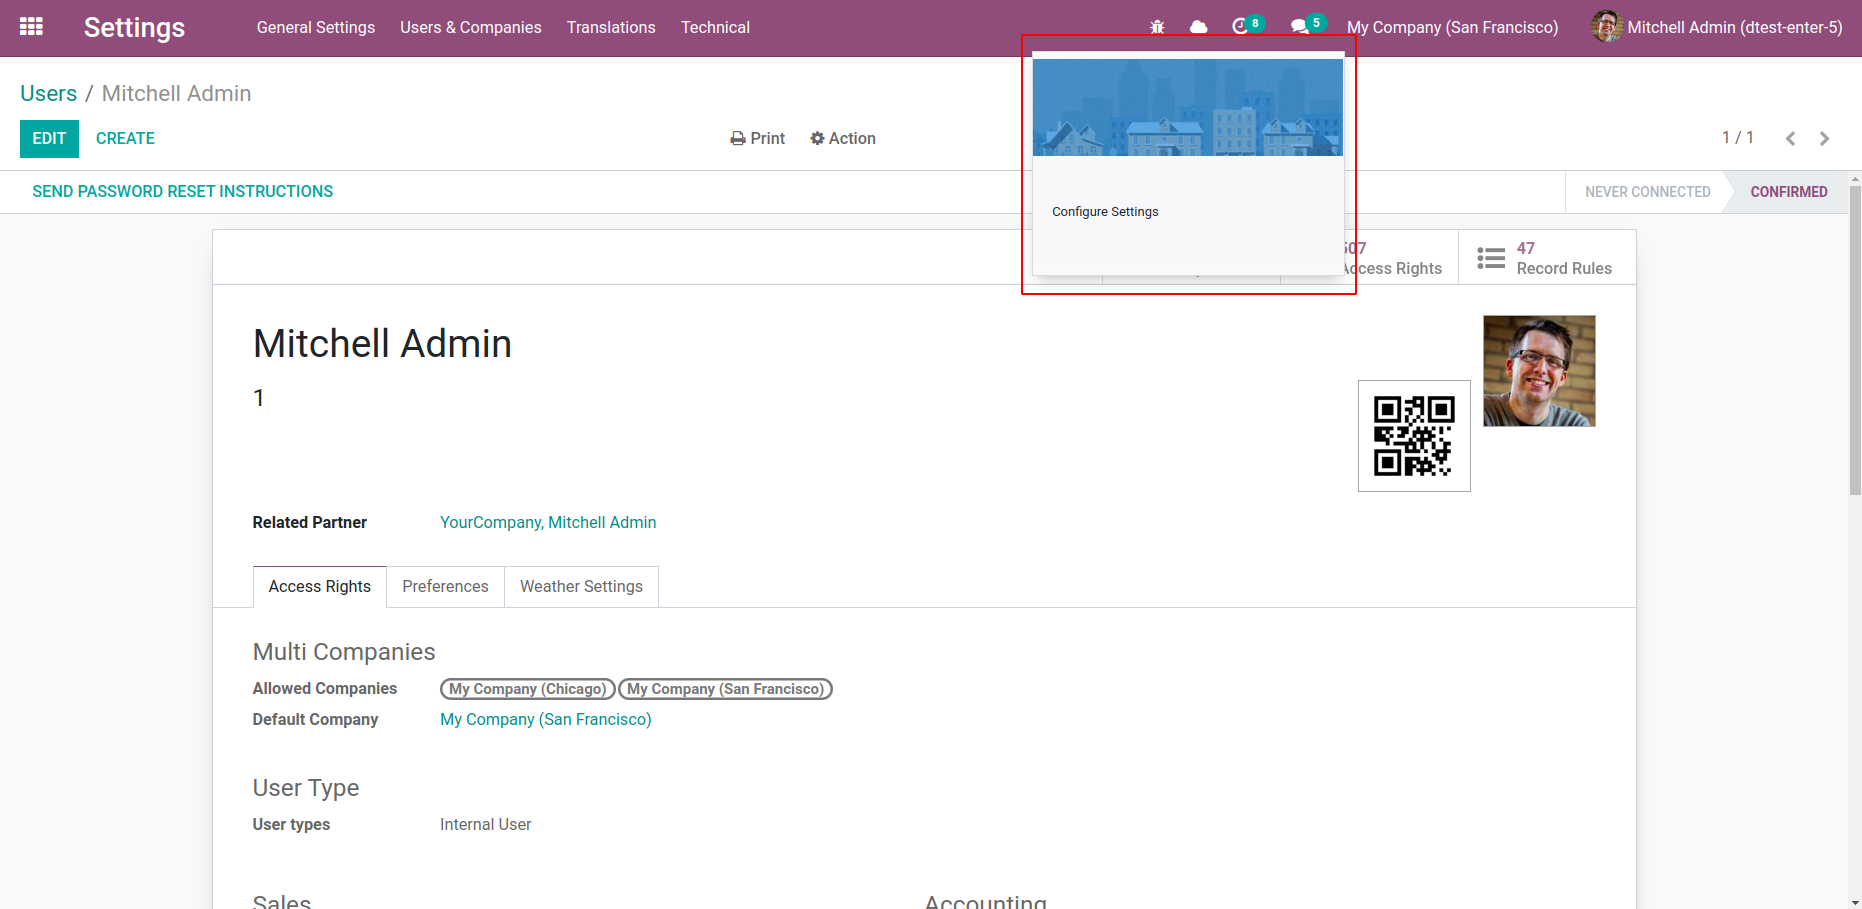 Settings General Settings Users & Companies Translations Technical 8 5 My Company (San Francisco) Mitchell Admin (dtest-enter-5)
Users / Mitchell Admin
EDIT CREATE Print Action 1 / 1
SEND PASSWORD RESET INSTRUCTIONS NEVER CONNECTED CONFIRMED
Configure Settings
507 47
Access Rights Record Rules
Mitchell Admin
1
Related Partner YourCompany, Mitchell Admin
Access Rights Preferences Weather Settings
Multi Companies
Allowed Companies My Company (Chicago) My Company (San Francisco)
Default Company My Company (San Francisco)
User Type
User types Internal User
Sales Accounting